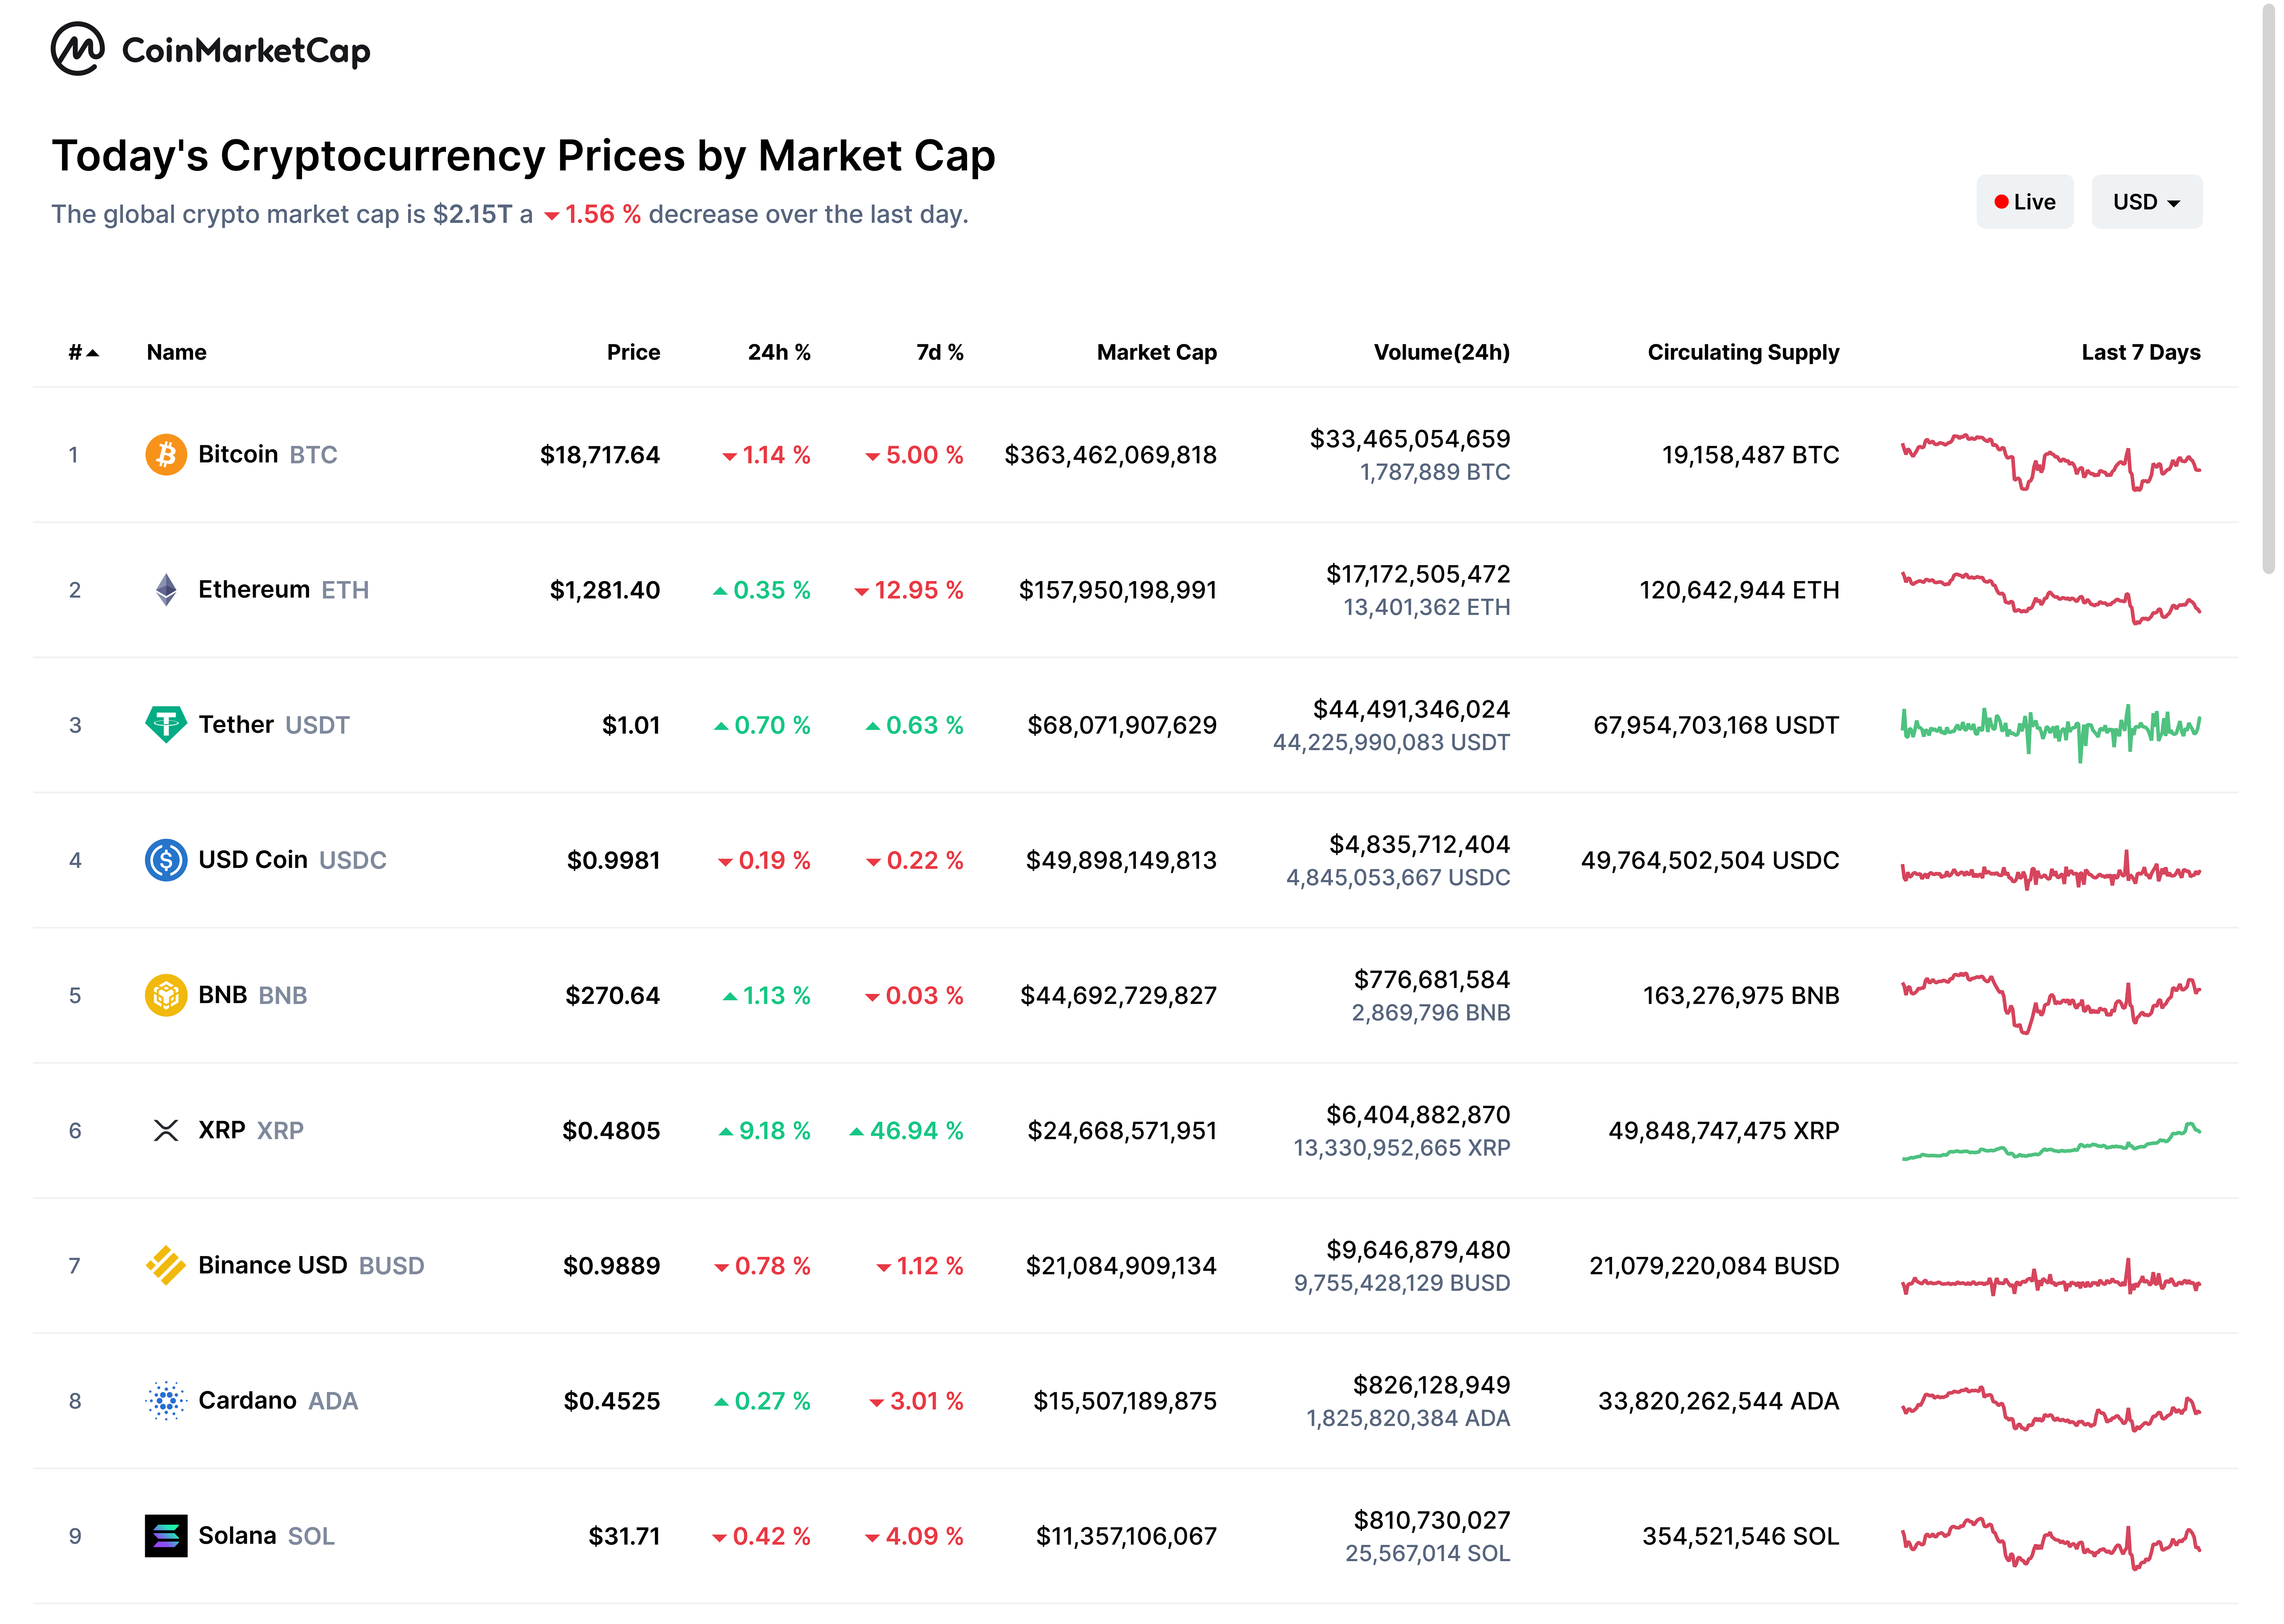 CoinMarketCap
Today's Cryptocurrency Prices by Market Cap
The global crypto market cap is $2.15T a 1.56 % decrease over the last day.
Live USD
# Name Price 24h % 7d % Market Cap Volume(24h) Circulating Supply Last 7 Days
1 Bitcoin BTC $18,717.64 1.14 % 5.00 % $363,462,069,818 $33,465,054,659 19,158,487 BTC
1,787,889 BTC
2 Ethereum ETH $1,281.40 0.35 % 12.95 % $157,950,198,991 $17,172,505,472 120,642,944 ETH
13,401,362 ETH
3 Tether USDT $1.01 0.70 % 0.63 % $68,071,907,629 $44,491,346,024 67,954,703,168 USDT
44,225,990,083 USDT
4 USD Coin USDC $0.9981 0.19 % 0.22 % $49,898,149,813 $4,835,712,404 49,764,502,504 USDC
4,845,053,667 USDC
5 BNB BNB $270.64 1.13 % 0.03 % $44,692,729,827 $776,681,584 163,276,975 BNB
2,869,796 BNB
6 XRP XRP $0.4805 9.18 % 46.94 % $24,668,571,951 $6,404,882,870 49,848,747,475 XRP
13,330,952,665 XRP
7 Binance USD BUSD $0.9889 0.78 % 1.12 % $21,084,909,134 $9,646,879,480 21,079,220,084 BUSD
9,755,428,129 BUSD
8 Cardano ADA $0.4525 0.27 % 3.01 % $15,507,189,875 $826,128,949 33,820,262,544 ADA
1,825,820,384 ADA
9 Solana SOL $31.71 0.42 % 4.09 % $11,357,106,067 $810,730,027 354,521,546 SOL
25,567,014 SOL